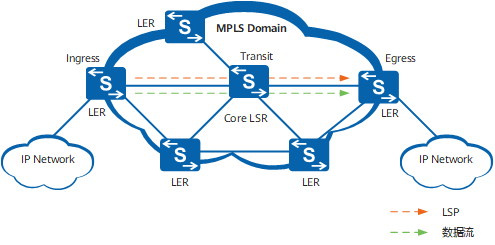 LER
MPLS Domain
Ingress
Transit
Egress
S
S
S
S
LER
Core LSR
LER
IP Network
S
S
IP Network
LER
LER
LSP
数据流